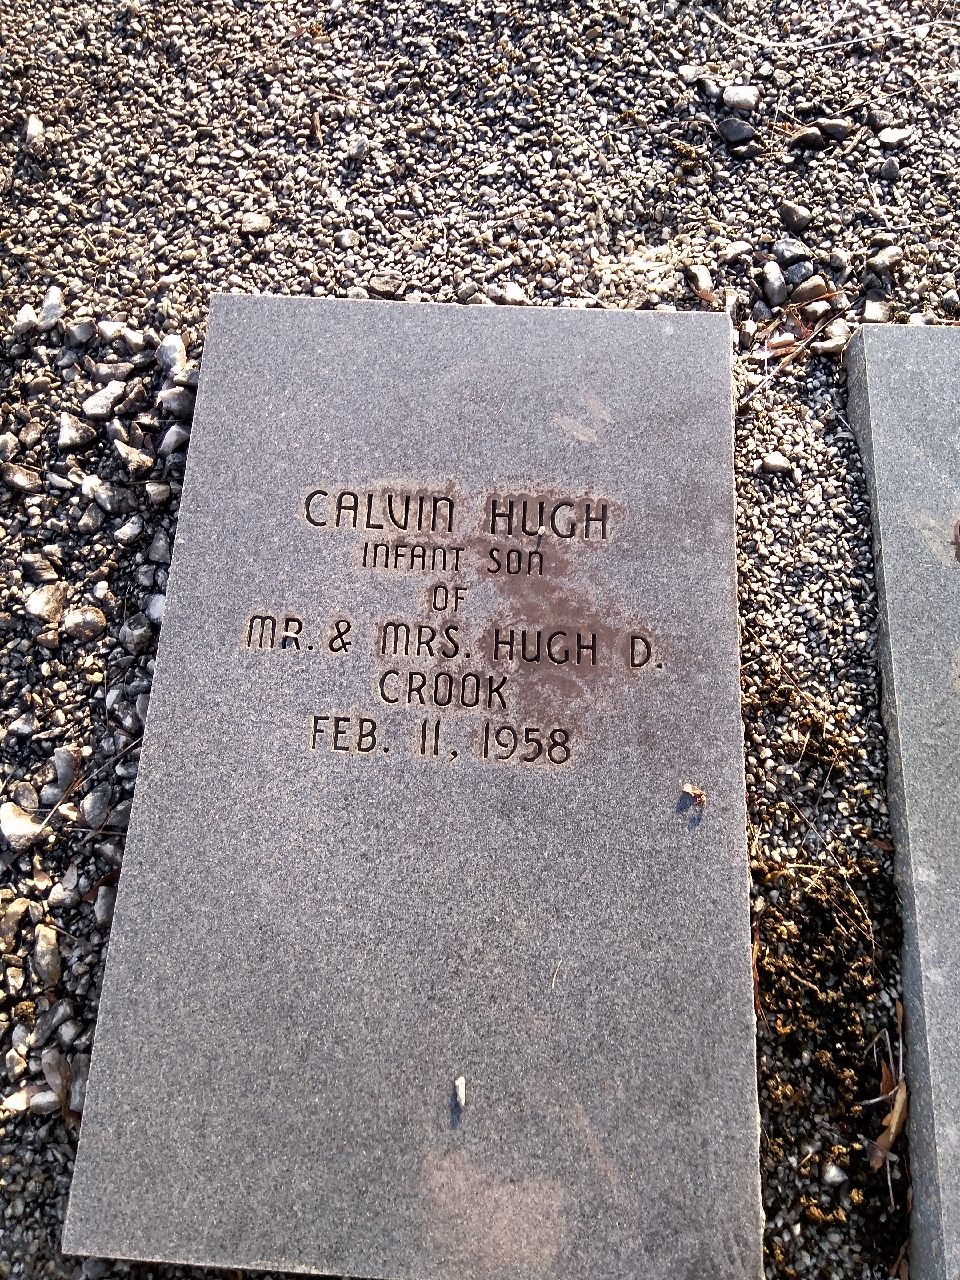 CALVIN HUGH
INFANT SON
OF
MR. & MRS. HUGH D.
CROOK
FEB. 11, 1958